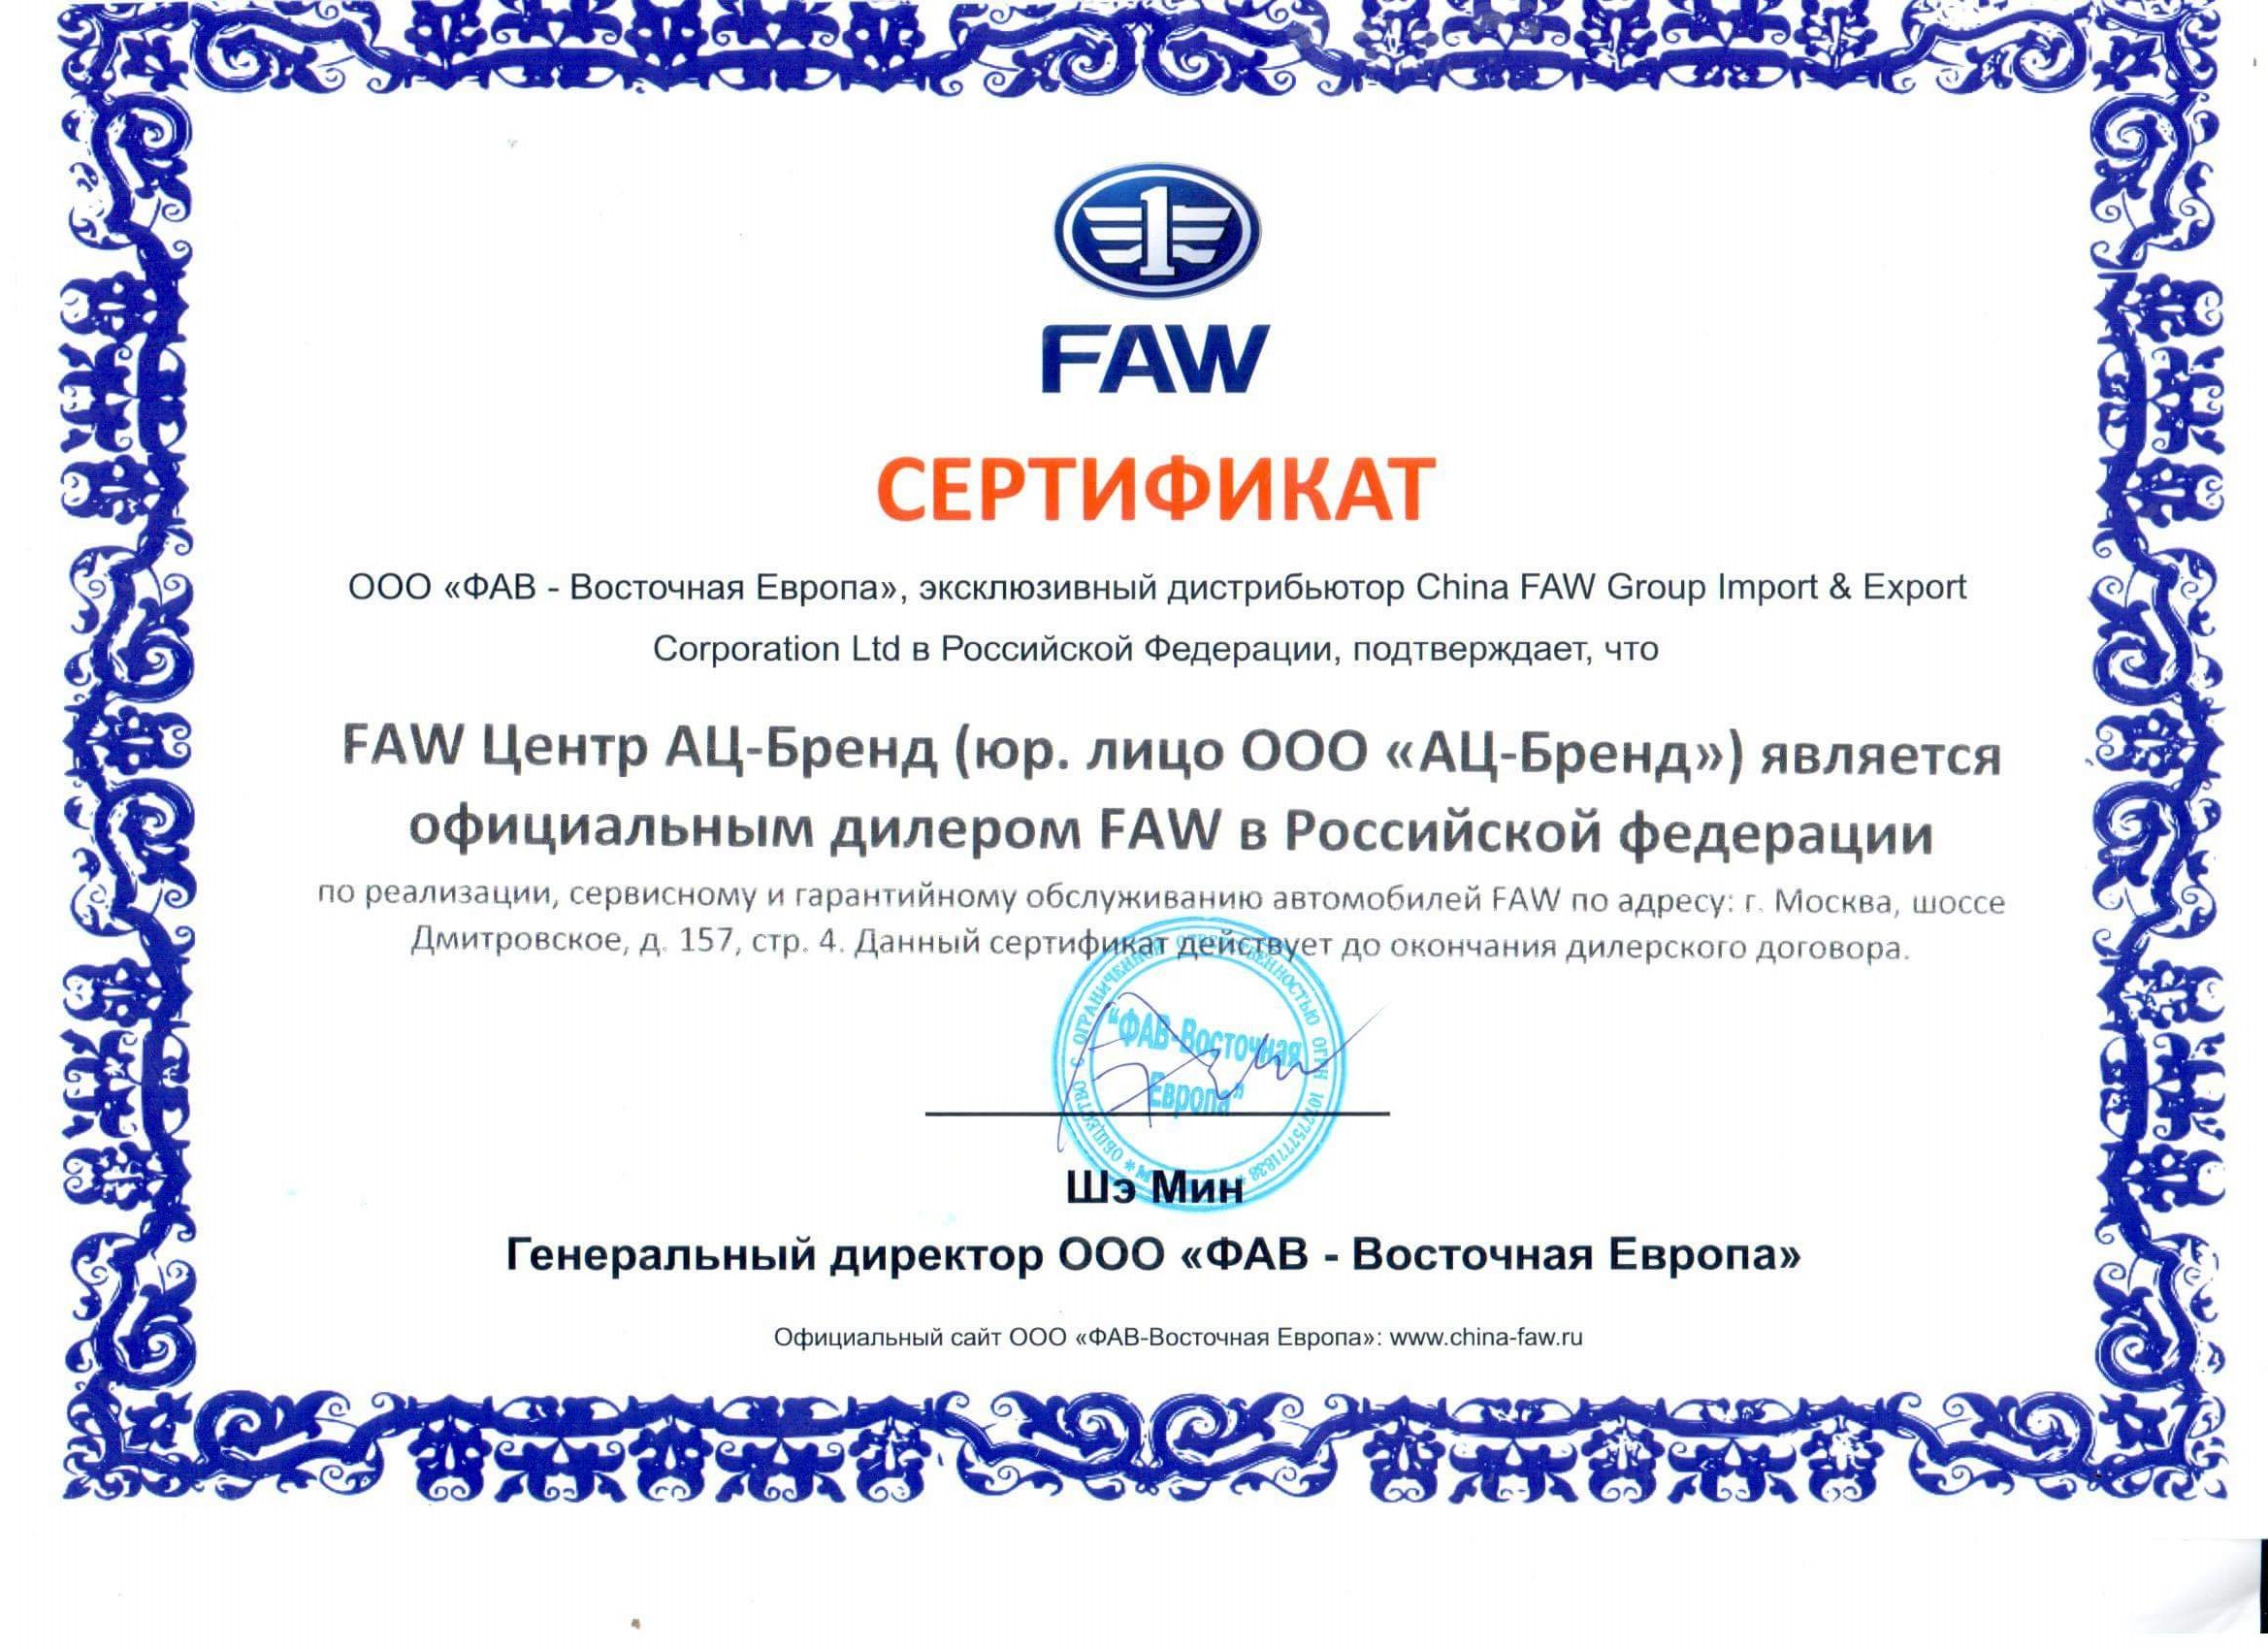 FAW
СЕРТИФИКАТ
ООО «ФАВ - Восточная Европа», эксклюзивный дистрибьютор China FAW Group Import & Export
Corporation Ltd в Российской Федерации, подтверждает, что
FAW Центр АЦ-Бренд (юр. лицо ООО «АЦ-Бренд») является
официальным дилером FAW в Российской федерации
по реализации, сервисному и гарантийному обслуживанию автомобилей FAW по адресу: г. Москва, шоссе
Дмитровское, д. 157, стр. 4. Данный сертификат действует до окончания дилерского договора.
ОБЩЕСТВО С ОГРАНИЧЕННОЙ ОТВЕТСТВЕННОСТЬЮ ОГРН
"ФАВ-Восточная
Европа"
Шэ Мин
Генеральный директор ООО «ФАВ - Восточная Европа»
Официальный сайт ООО «ФАВ-Восточная Европа»: www.china-faw.ru